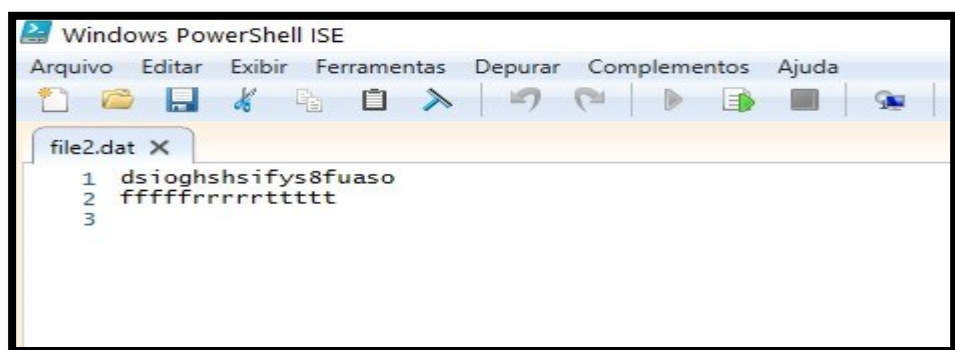 Windows PowerShell ISE
Arquivo Editar Exibir Ferramentas Depurar Complementos Ajuda
file2.dat
1 dsioghshsifys8fuaso
2 fffffrrrrrttttt
3